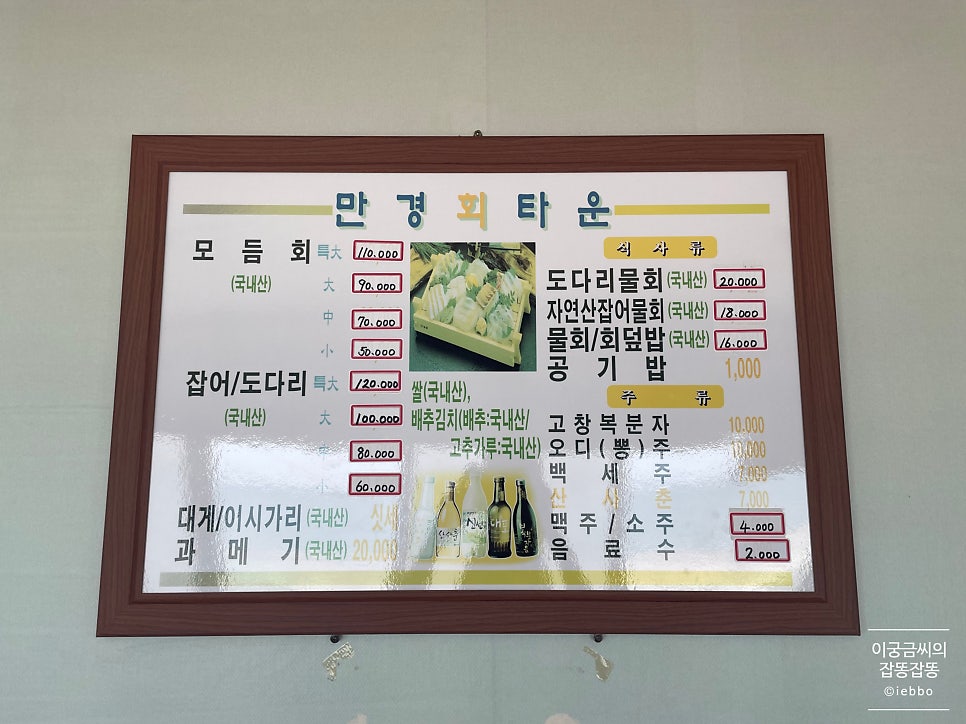 만경회타운
모듬회 特大 110.000
(국내산) 大 90.000
中 70.000
小 50.000
잡어/도다리 特大 120.000
(국내산) 大 100.000
中 80.000
小 60.000
대게/이시가리(국내산) 싯세
과메기(국내산) 20,000
쌀(국내산),
배추김치(배추:국내산/
고추가루:국내산)
식사류
도다리물회(국내산) 20.000
자연산잡어물회(국내산) 18.000
물회/회덮밥(국내산) 16.000
공기밥 1,000
주류
고창복분자 10,000
오디(뽕)주 10,000
백세주 7,000
산사춘 7,000
맥주/소주 4.000
음료수 2.000
이궁금씨의
잡똥잡똥
©iebbo